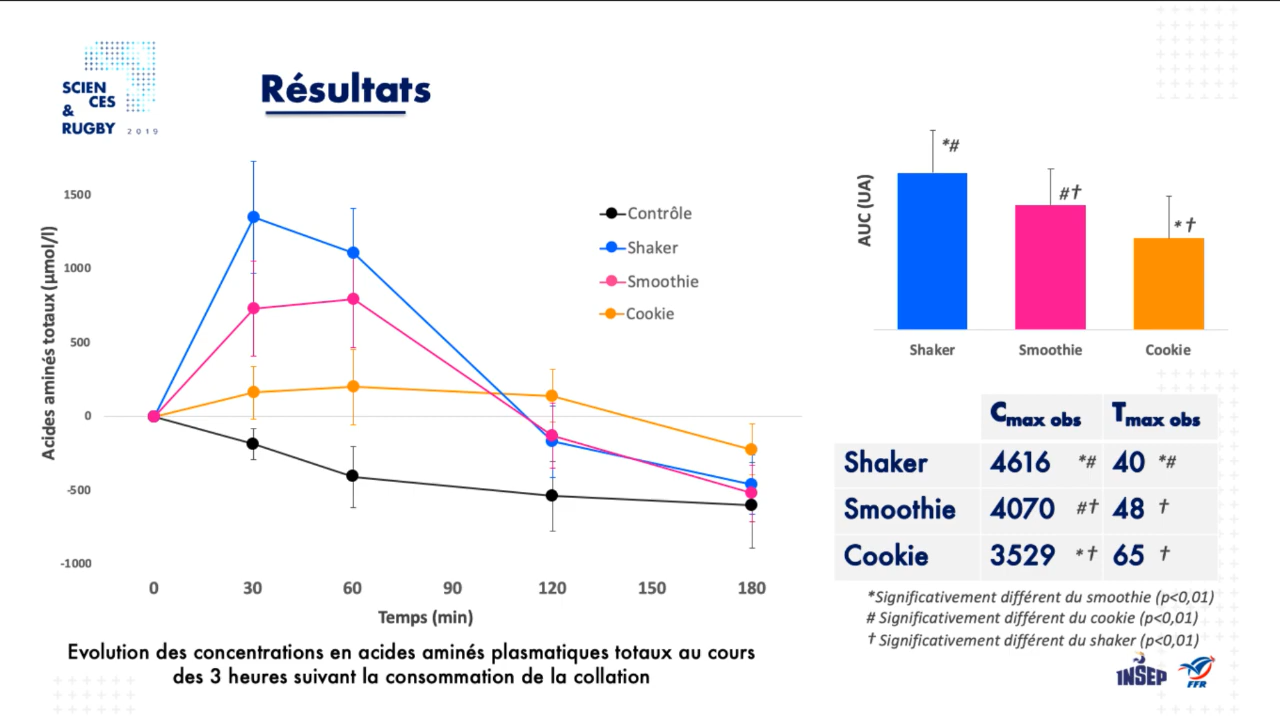 SCIEN
CES
&
RUGBY 2019
Résultats
Acides aminés totaux (µmol/l)
1500
1000
500
0
-500
-1000
0 30 60 90 120 150 180
Temps (min)
Contrôle
Shaker
Smoothie
Cookie
Evolution des concentrations en acides aminés plasmatiques totaux au cours
des 3 heures suivant la consommation de la collation
AUC (UA)
*#
#†
*†
Shaker Smoothie Cookie
Cmax obs Tmax obs
Shaker 4616 *# 40 *#
Smoothie 4070 #† 48 †
Cookie 3529 *† 65 †
*Significativement différent du smoothie (p<0,01)
# Significativement différent du cookie (p<0,01)
† Significativement différent du shaker (p<0,01)
INSEP
FFR